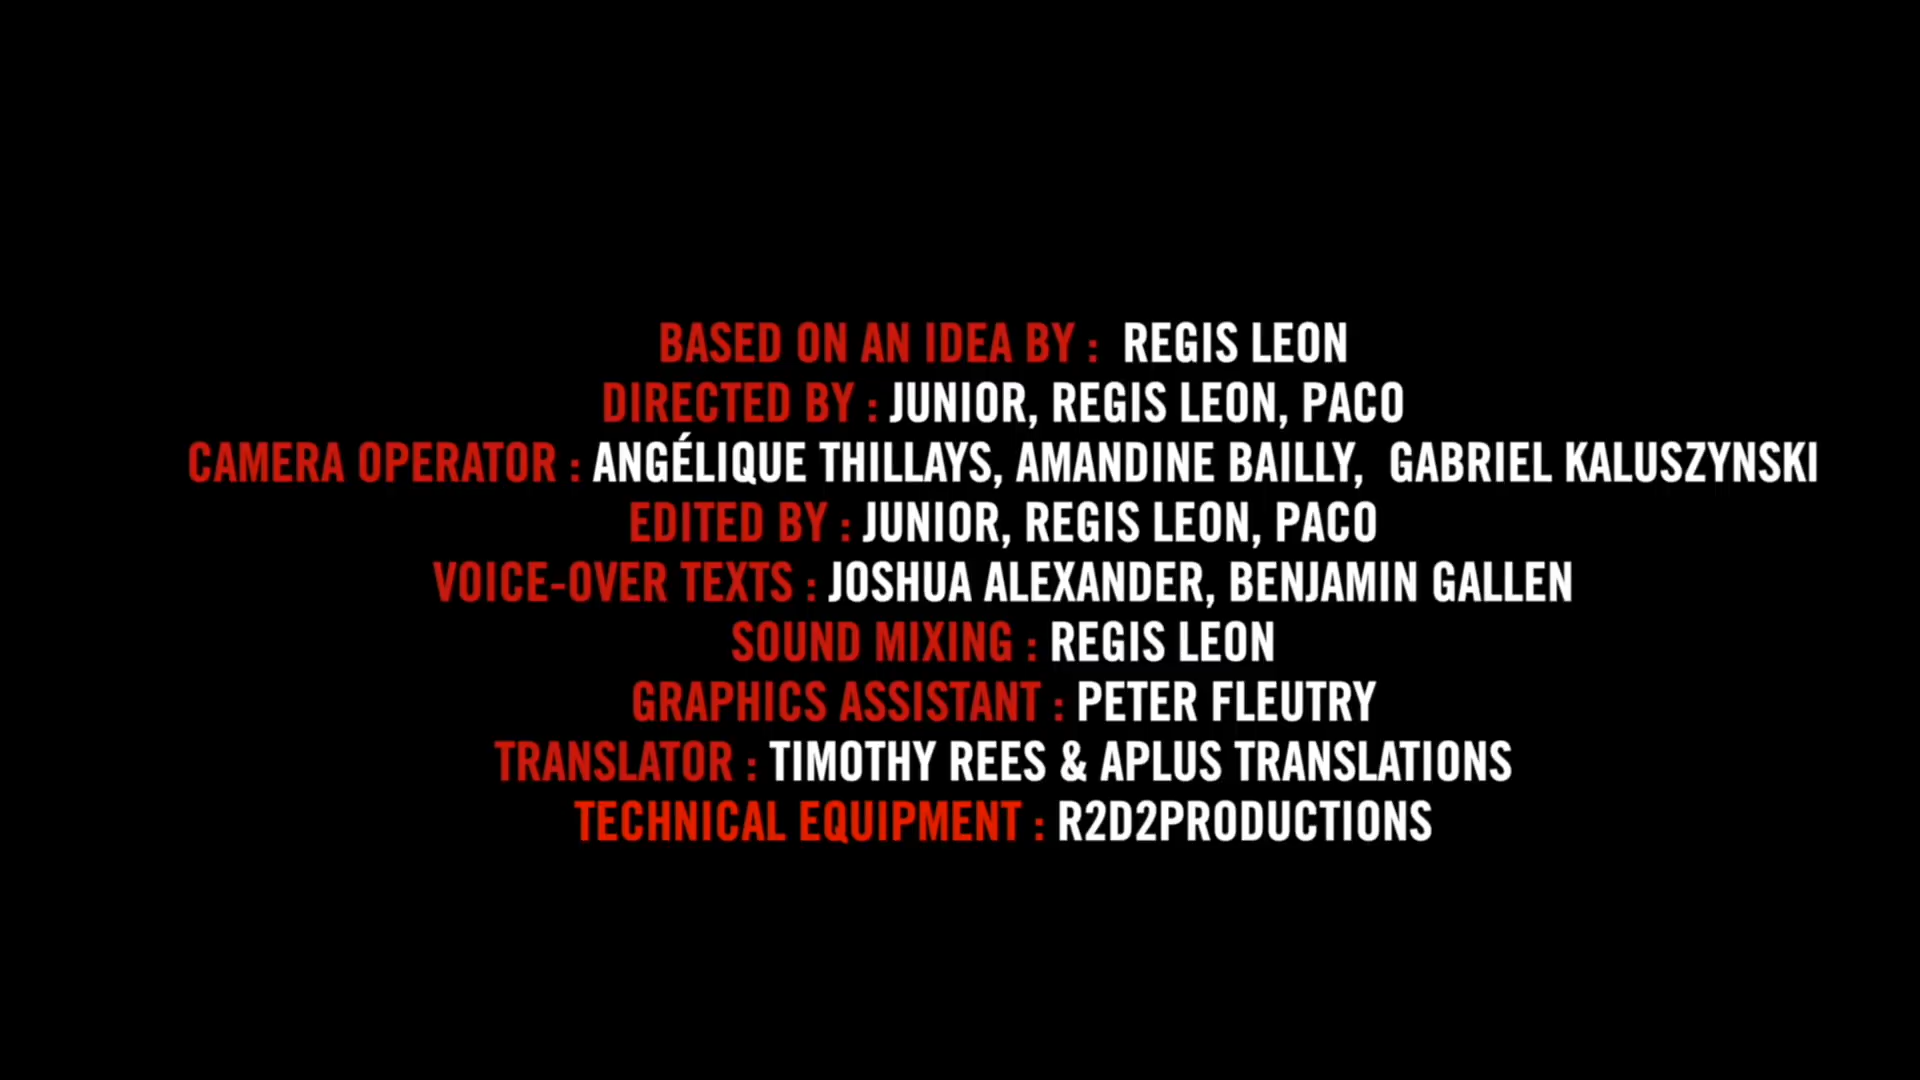 BASED ON AN IDEA BY :  REGIS LEON
DIRECTED BY : JUNIOR, REGIS LEON, PACO
CAMERA OPERATOR : ANGÉLIQUE THILLAYS, AMANDINE BAILLY,  GABRIEL KALUSZYNSKI
EDITED BY : JUNIOR, REGIS LEON, PACO
VOICE-OVER TEXTS : JOSHUA ALEXANDER, BENJAMIN GALLEN
SOUND MIXING : REGIS LEON
GRAPHICS ASSISTANT : PETER FLEUTRY
TRANSLATOR : TIMOTHY REES & APLUS TRANSLATIONS
TECHNICAL EQUIPMENT : R2D2PRODUCTIONS